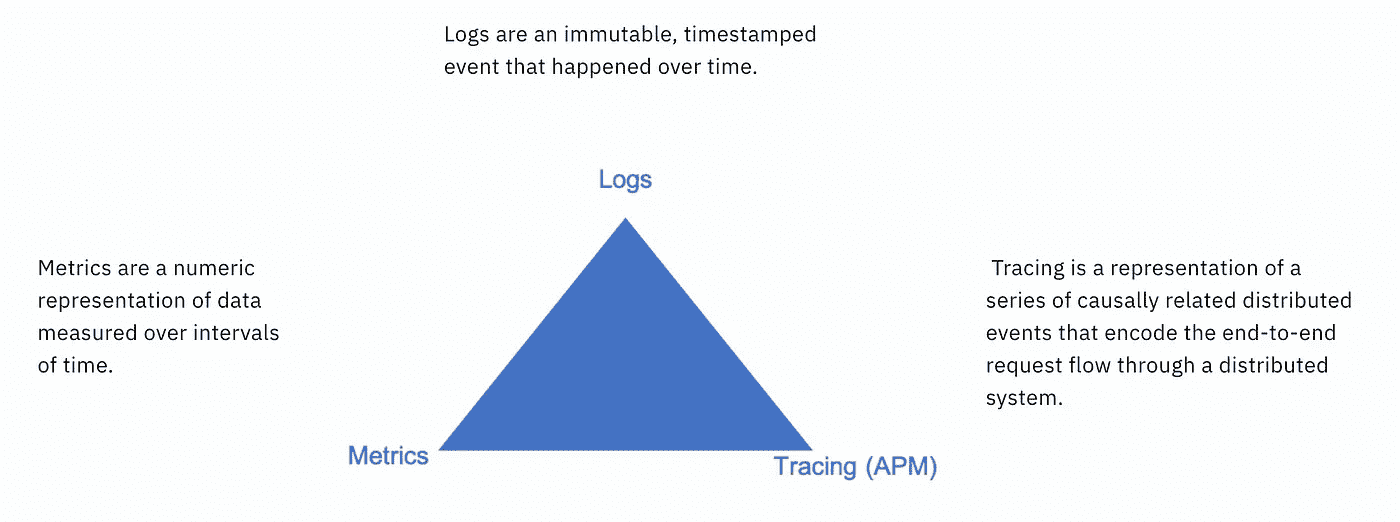 Logs are an immutable, timestamped
event that happened over time.
Logs
Metrics are a numeric
representation of data
measured over intervals
of time.
Tracing is a representation of a
series of causally related distributed
events that encode the end-to-end
request flow through a distributed
system.
Metrics
Tracing (APM)